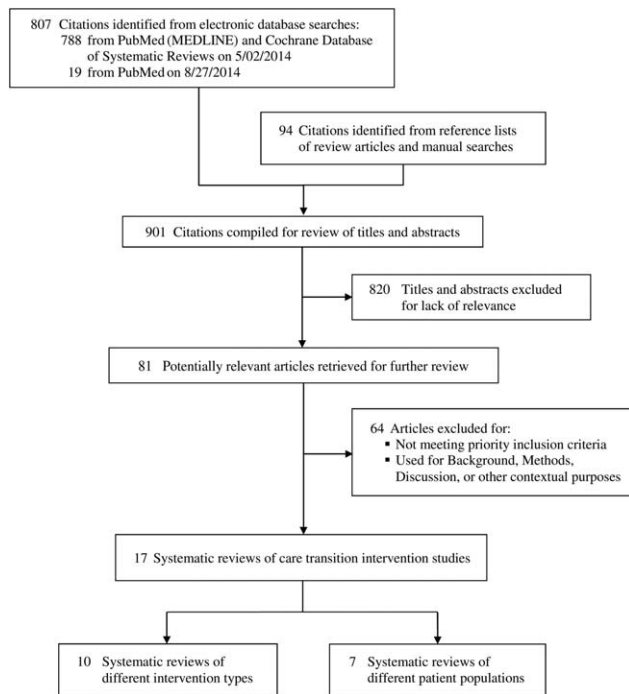 807 Citations identified from electronic database searches:
788 from PubMed (MEDLINE) and Cochrane Database
of Systematic Reviews on 5/02/2014
19 from PubMed on 8/27/2014
94 Citations identified from reference lists
of review articles and manual searches
901 Citations compiled for review of titles and abstracts
820 Titles and abstracts excluded
for lack of relevance
81 Potentially relevant articles retrieved for further review
64 Articles excluded for:
▪ Not meeting priority inclusion criteria
▪ Used for Background, Methods,
Discussion, or other contextual purposes
17 Systematic reviews of care transition intervention studies
10 Systematic reviews of
different intervention types
7 Systematic reviews of
different patient populations